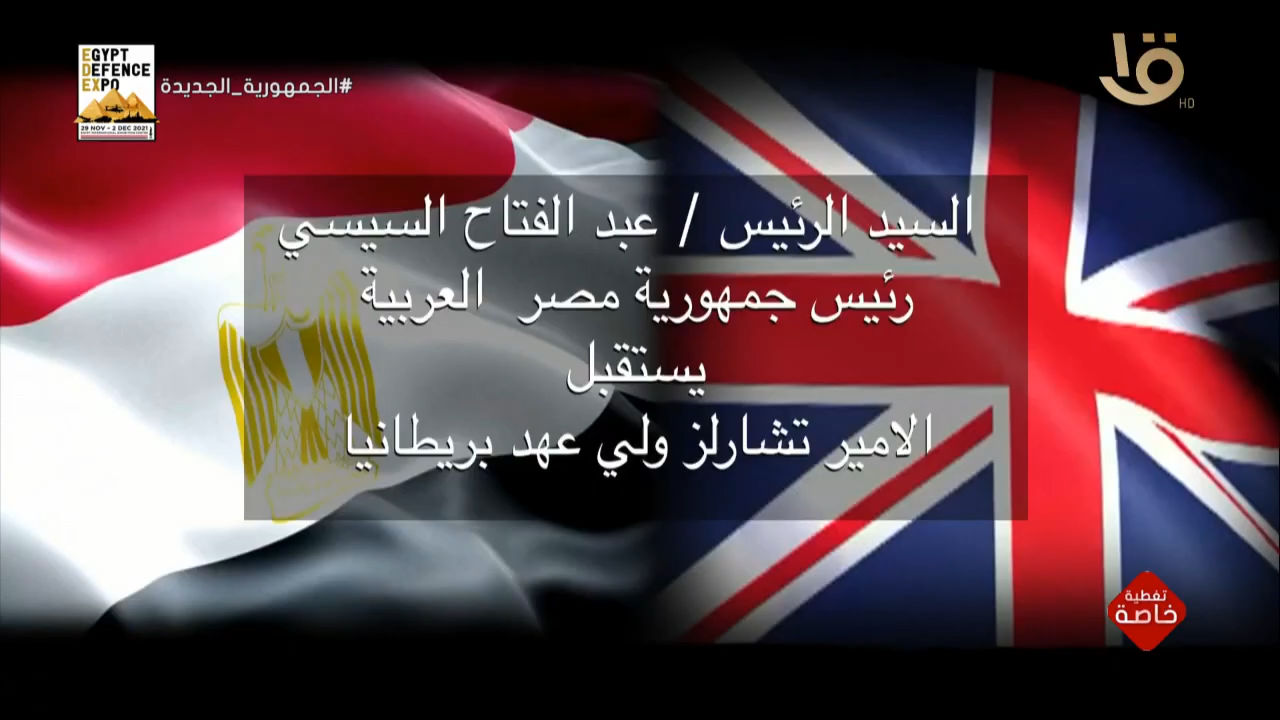 EGYPT
DEFENCE
EXPO
29 NOV - 2 DEC 2021
#الجمهورية_الجديدة
HD
السيد الرئيس / عبد الفتاح السيسي
رئيس جمهورية مصر العربية
يستقبل
الامير تشارلز ولي عهد بريطانيا
تغطية
خاصة